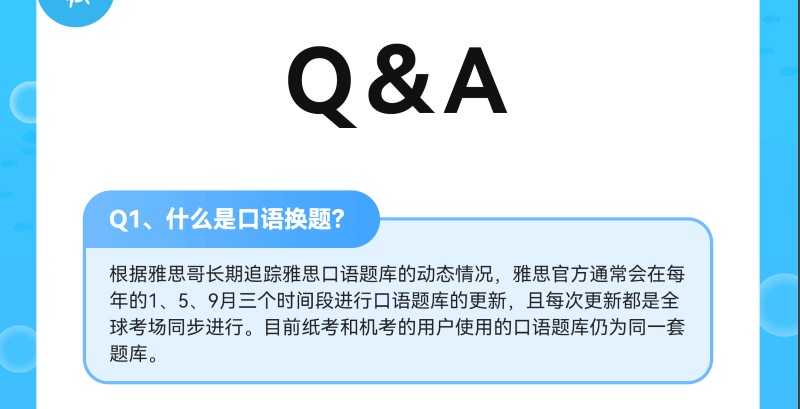 Q&A
Q1、什么是口语换题?
根据雅思哥长期追踪雅思口语题库的动态情况，雅思官方通常会在每
年的1、5、9月三个时间段进行口语题库的更新，且每次更新都是全
球考场同步进行。目前纸考和机考的用户使用的口语题库仍为同一套
题库。